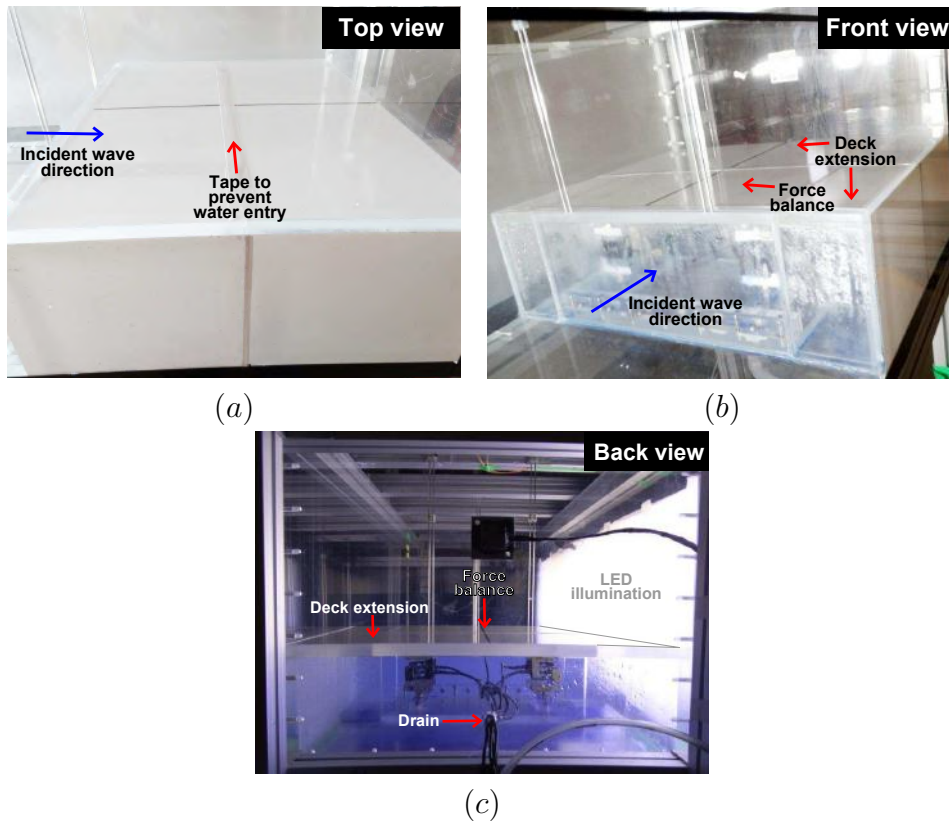 Top view
Incident wave
direction
Tape to
prevent
water entry
(a)
Front view
Deck
extension
Force
balance
Incident wave
direction
(b)
Back view
Force
balance
LED
illumination
Deck extension
Drain
(c)